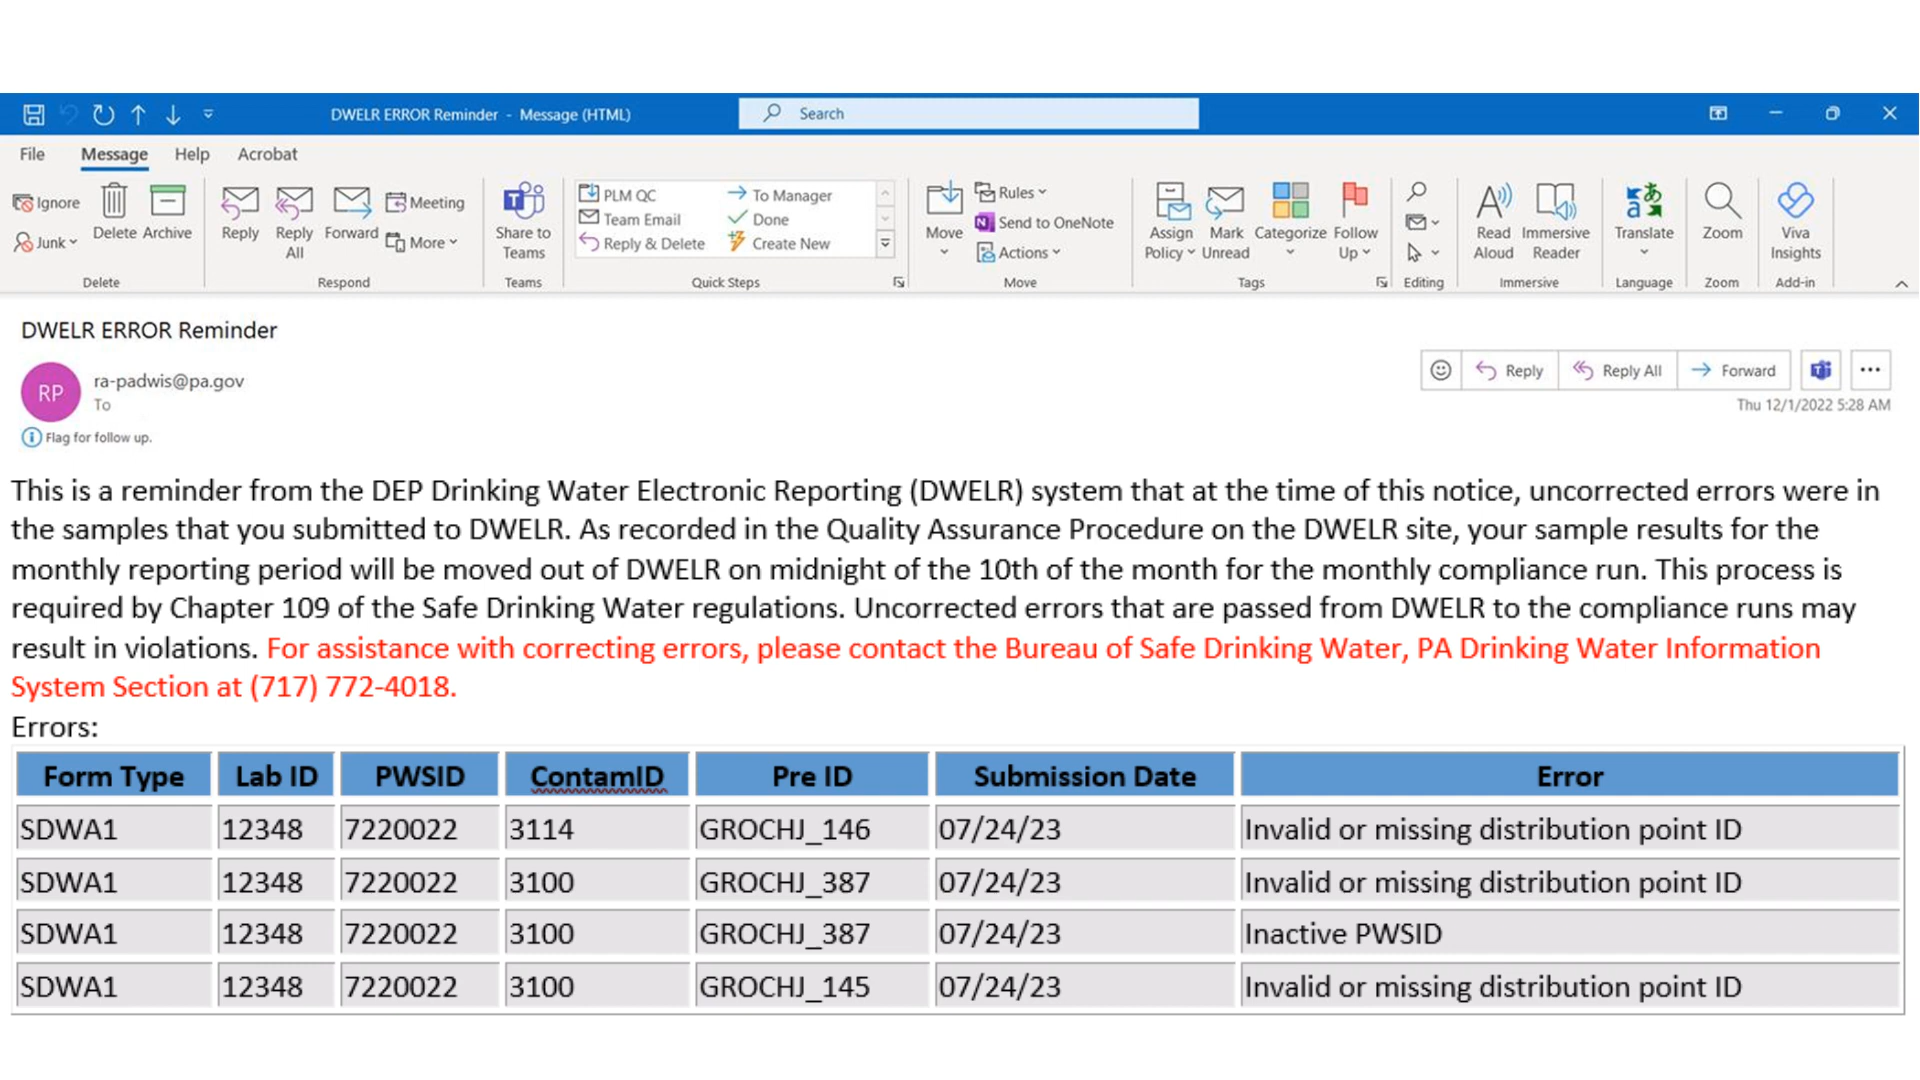 DWELR ERROR Reminder - Message (HTML)
Search
File Message Help Acrobat
Ignore
Junk
Delete
Archive
Delete
Reply
Reply All
Forward
Meeting
More
Respond
Share to Teams
Teams
PLM QC
Team Email
Reply & Delete
To Manager
Done
Create New
Quick Steps
Move
Rules
Send to OneNote
Actions
Move
Assign Policy
Mark Unread
Categorize
Follow Up
Tags
Editing
Read Aloud
Immersive Reader
Immersive
Translate
Language
Zoom
Zoom
Viva Insights
Add-in
DWELR ERROR Reminder
RP
ra-padwis@pa.gov
To
Flag for follow up.
Reply
Reply All
Forward
Thu 12/1/2022 5:28 AM
This is a reminder from the DEP Drinking Water Electronic Reporting (DWELR) system that at the time of this notice, uncorrected errors were in
the samples that you submitted to DWELR. As recorded in the Quality Assurance Procedure on the DWELR site, your sample results for the
monthly reporting period will be moved out of DWELR on midnight of the 10th of the month for the monthly compliance run. This process is
required by Chapter 109 of the Safe Drinking Water regulations. Uncorrected errors that are passed from DWELR to the compliance runs may
result in violations. For assistance with correcting errors, please contact the Bureau of Safe Drinking Water, PA Drinking Water Information
System Section at (717) 772-4018.
Errors:
Form Type Lab ID PWSID ContamID Pre ID Submission Date Error
SDWA1 12348 7220022 3114 GROCHJ_146 07/24/23 Invalid or missing distribution point ID
SDWA1 12348 7220022 3100 GROCHJ_387 07/24/23 Invalid or missing distribution point ID
SDWA1 12348 7220022 3100 GROCHJ_387 07/24/23 Inactive PWSID
SDWA1 12348 7220022 3100 GROCHJ_145 07/24/23 Invalid or missing distribution point ID